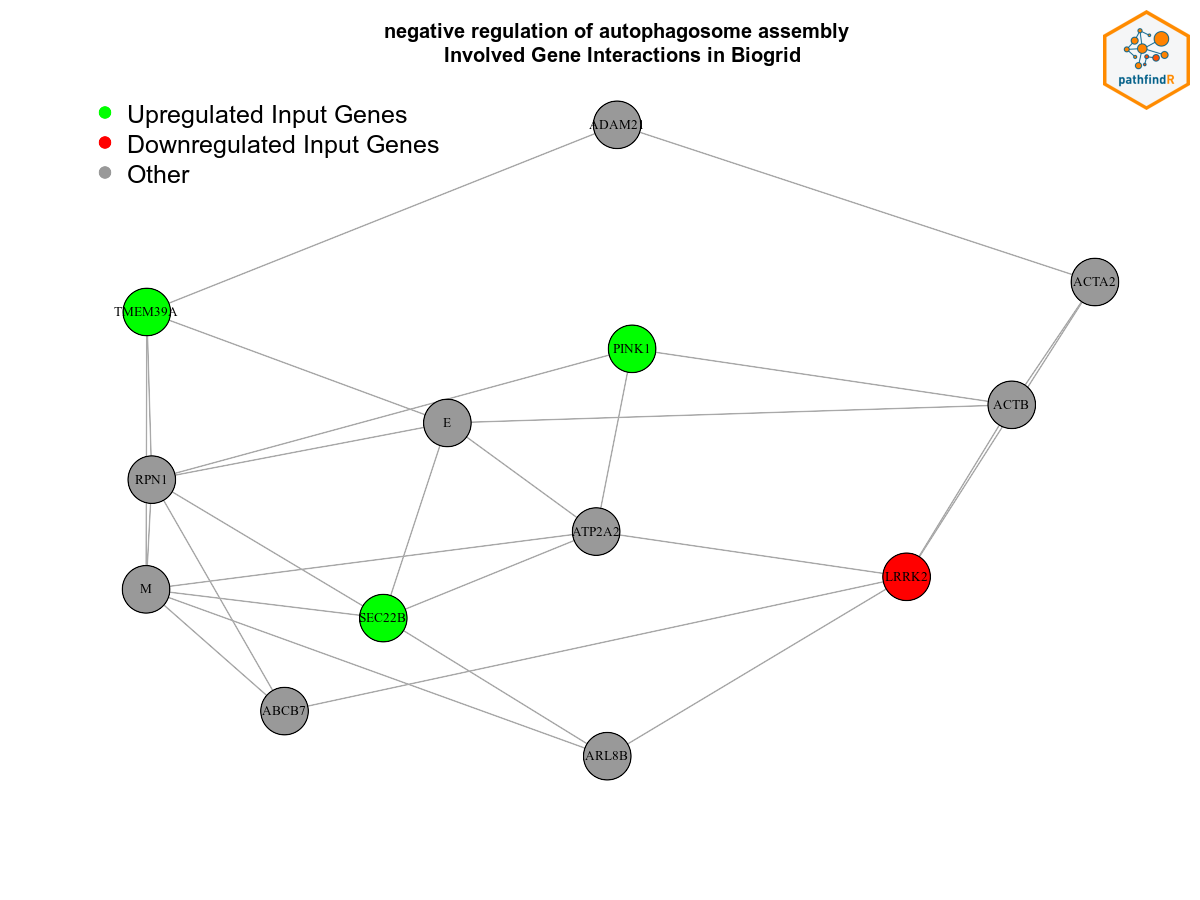 negative regulation of autophagosome assembly
Involved Gene Interactions in Biogrid
pathfindR
Upregulated Input Genes
Downregulated Input Genes
Other
ADAM21
ACTA2
TMEM39A
PINK1
ACTB
E
RPN1
ATP2A2
LRRK2
M
SEC22B
ABCB7
ARL8B